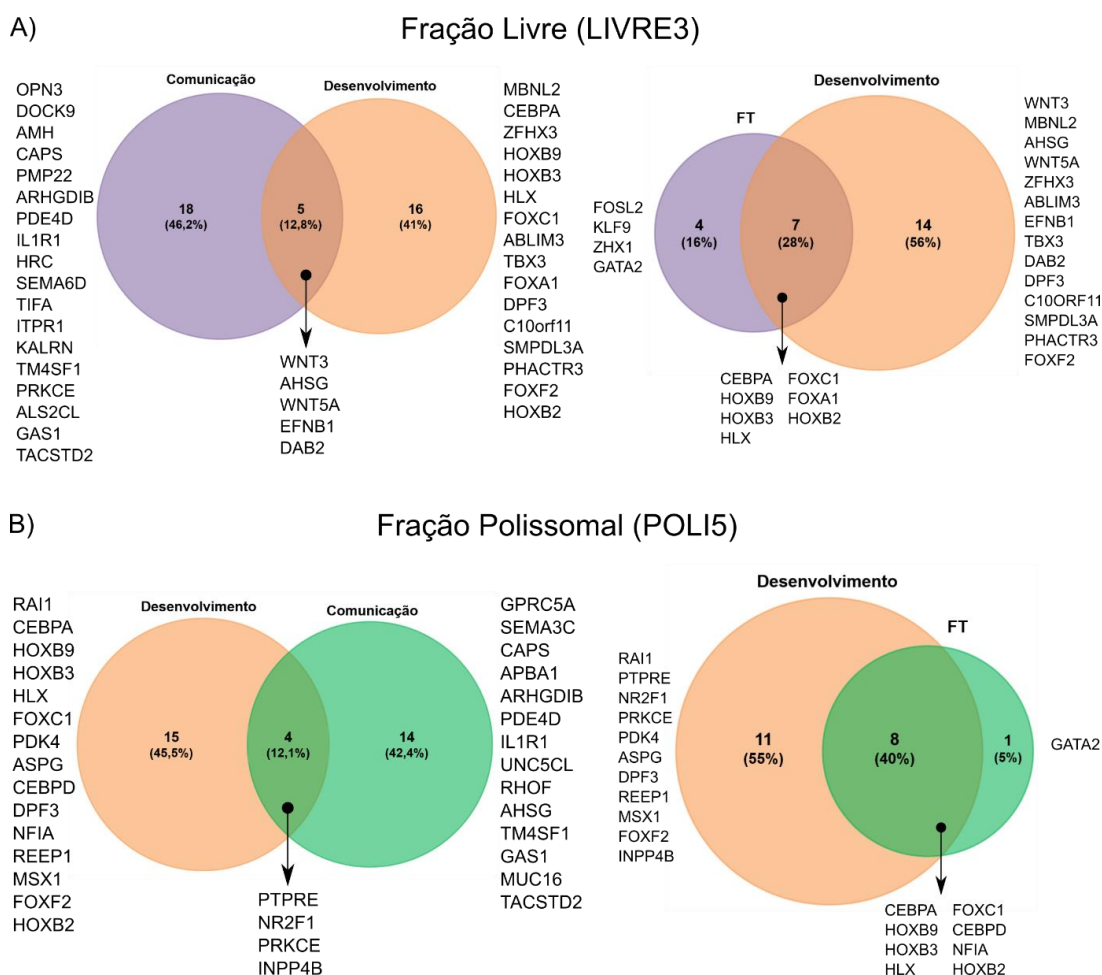 A)
Fração Livre (LIVRE3)
OPN3
DOCK9
AMH
CAPS
PMP22
ARHGDIB
PDE4D
IL1R1
HRC
SEMA6D
TIFA
ITPR1
KALRN
TM4SF1
PRKCE
ALS2CL
GAS1
TACSTD2
Comunicação
Desenvolvimento
18
(46,2%)
5
(12,8%)
16
(41%)
WNT3
AHSG
WNT5A
EFNB1
DAB2
MBNL2
CEBPA
ZFHX3
HOXB9
HOXB3
HLX
FOXC1
ABLIM3
TBX3
FOXA1
DPF3
C10orf11
SMPDL3A
PHACTR3
FOXF2
HOXB2
FOSL2
KLF9
ZHX1
GATA2
FT
Desenvolvimento
4
(16%)
7
(28%)
14
(56%)
CEBPA FOXC1
HOXB9 FOXA1
HOXB3 HOXB2
HLX
WNT3
MBNL2
AHSG
WNT5A
ZFHX3
ABLIM3
EFNB1
TBX3
DAB2
DPF3
C10ORF11
SMPDL3A
PHACTR3
FOXF2
B)
Fração Polissomal (POLI5)
RAI1
CEBPA
HOXB9
HOXB3
HLX
FOXC1
PDK4
ASPG
CEBPD
DPF3
NFIA
REEP1
MSX1
FOXF2
HOXB2
Desenvolvimento
Comunicação
15
(45,5%)
4
(12,1%)
14
(42,4%)
PTPRE
NR2F1
PRKCE
INPP4B
GPRC5A
SEMA3C
CAPS
APBA1
ARHGDIB
PDE4D
IL1R1
UNC5CL
RHOF
AHSG
TM4SF1
GAS1
MUC16
TACSTD2
RAI1
PTPRE
NR2F1
PRKCE
PDK4
ASPG
DPF3
REEP1
MSX1
FOXF2
INPP4B
Desenvolvimento
FT
11
(55%)
8
(40%)
1
(5%)
GATA2
CEBPA FOXC1
HOXB9 CEBPD
HOXB3 NFIA
HLX HOXB2